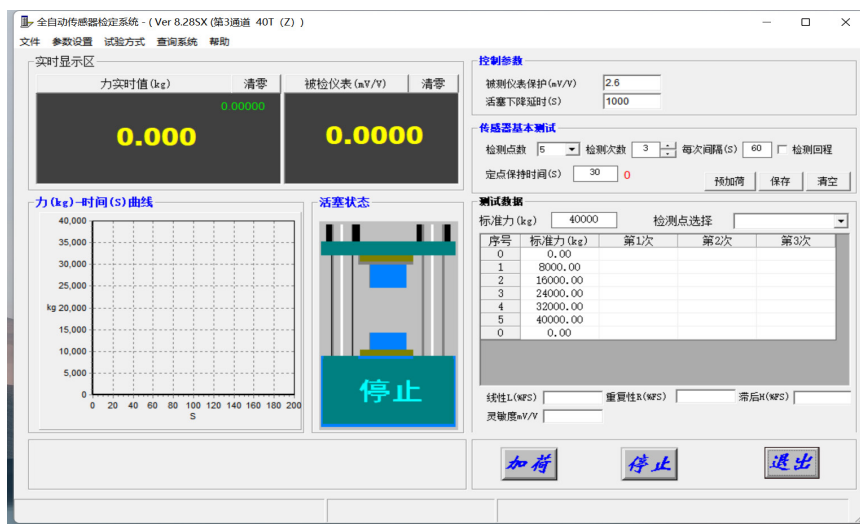 全自动传感器检定系统 - ( Ver 8.28SX (第3通道 40T (Z) )
文件 参数设置 试验方式 查询系统 帮助
实时显示区
力实时值(kg) 清零 被检仪表(mV/V) 清零
0.00000
0.000 0.0000
控制参数
被测仪表保护(mV/V) 2.6
活塞下降延时(S) 1000
传感器基本测试
检测点数 5 检测次数 3 每次间隔(S) 60 检测回程
定点保持时间(S) 30 0 预加荷 保存 清空
力(kg)-时间(S)曲线
40,000
35,000
30,000
25,000
kg 20,000
15,000
10,000
5,000
0
0 20 40 60 80 100 120 140 160 180 200
S
活塞状态
停止
测试数据
标准力(kg) 40000 检测点选择
序号 标准力(kg) 第1次 第2次 第3次
0 0.00
1 8000.00
2 16000.00
3 24000.00
4 32000.00
5 40000.00
0 0.00
线性L(%FS) 重复性R(%FS) 滞后H(%FS)
灵敏度mV/V
加荷 停止 退出